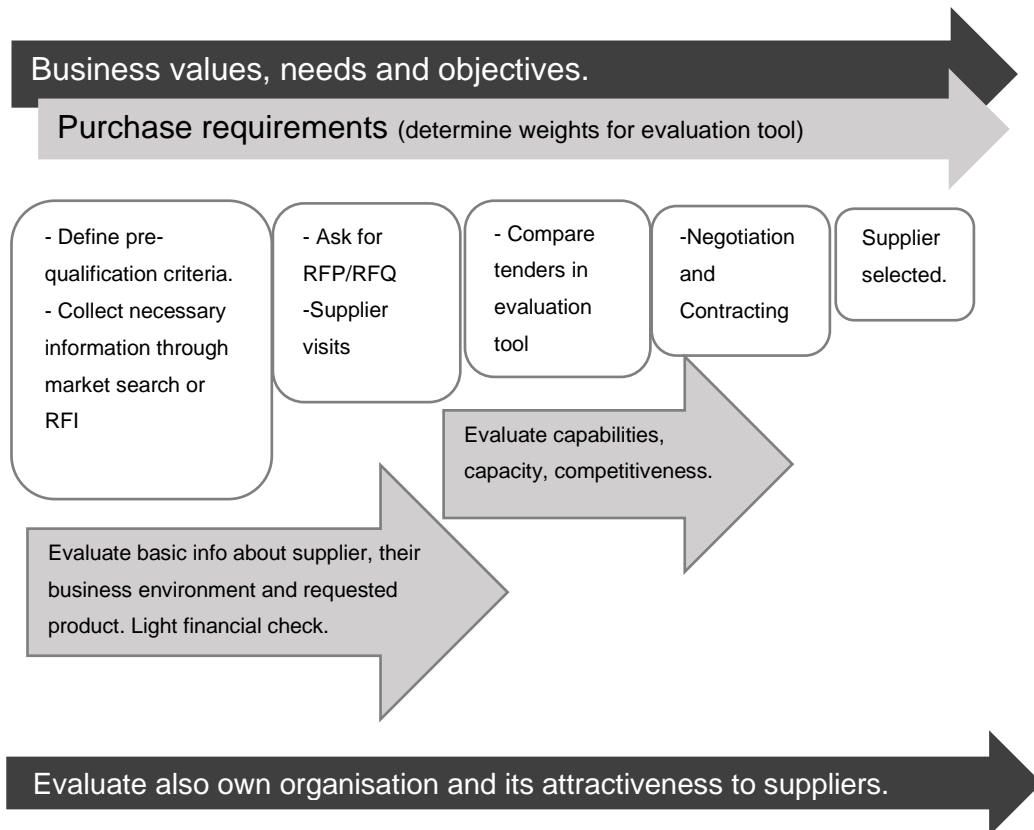 Business values, needs and objectives.
Purchase requirements (determine weights for evaluation tool)
- Define pre-
qualification criteria.
- Collect necessary
information through
market search or
RFI
- Ask for
RFP/RFQ
-Supplier
visits
- Compare
tenders in
evaluation
tool
-Negotiation
and
Contracting
Supplier
selected.
Evaluate capabilities,
capacity, competitiveness.
Evaluate basic info about supplier, their
business environment and requested
product. Light financial check.
Evaluate also own organisation and its attractiveness to suppliers.